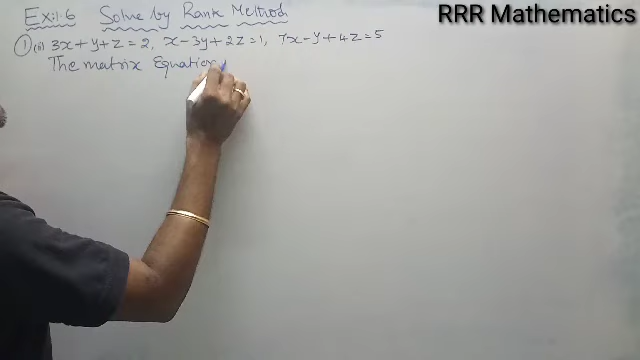 RRR Mathematics
Ex:1.6 Solve by Rank Method
① (ii) 3x+y+z=2, x-3y+2z=1, 7x-y+4z=5
The matrix Equation